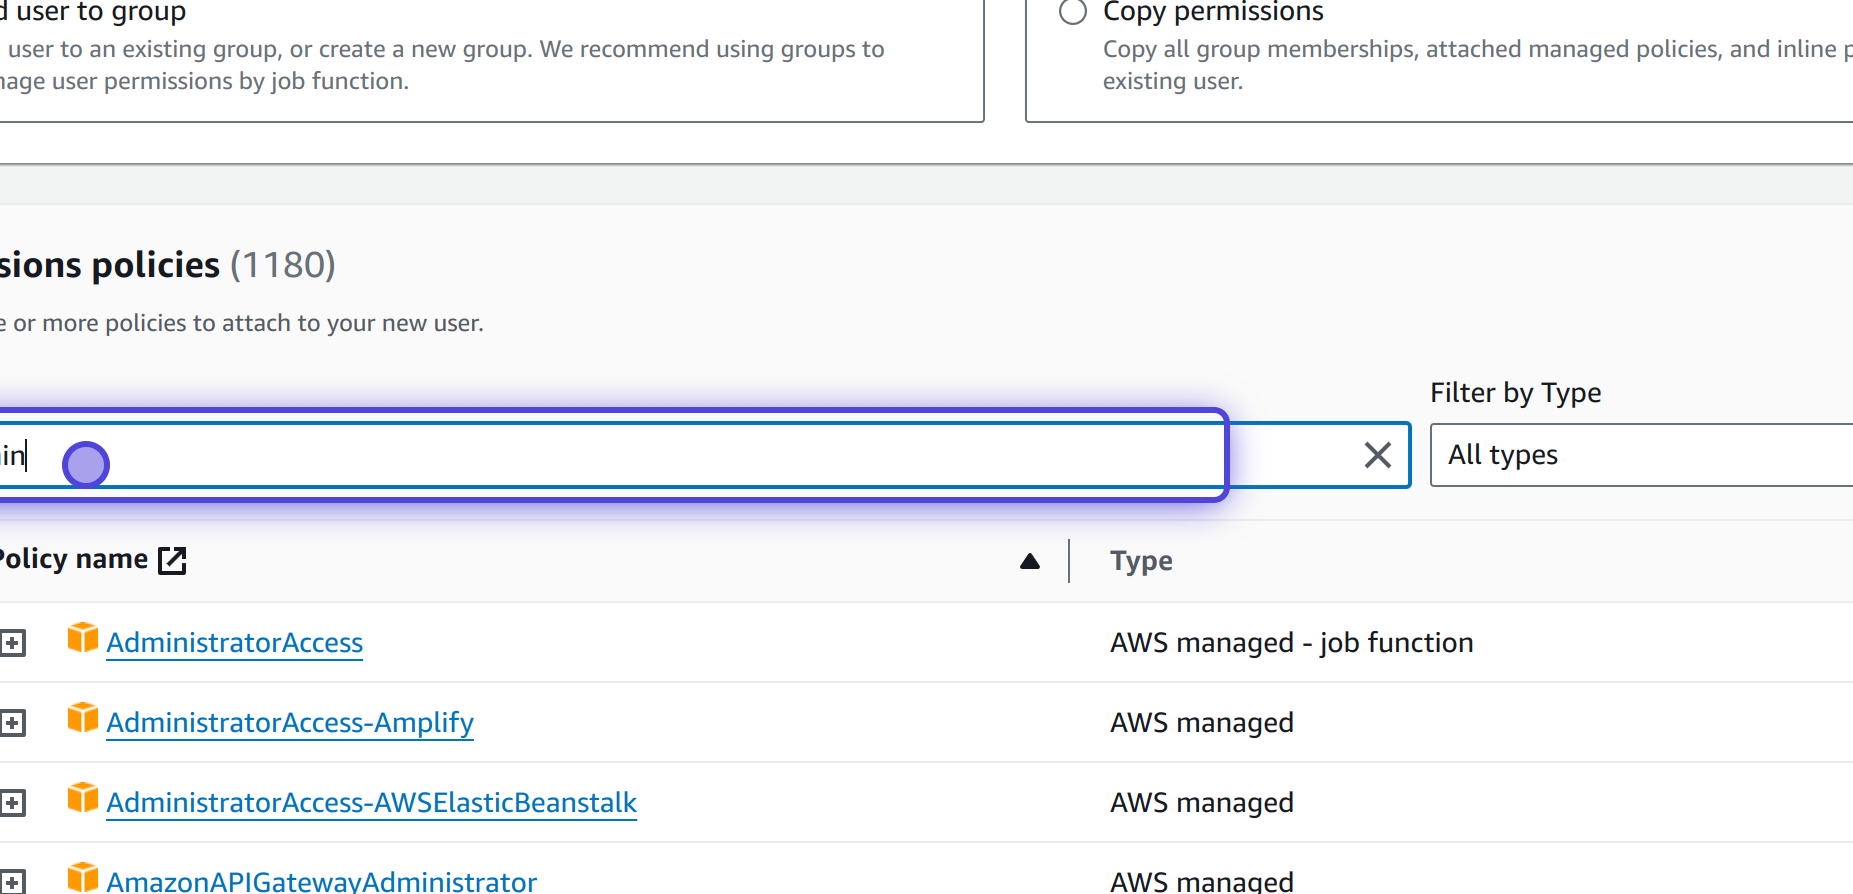 d user to group
user to an existing group, or create a new group. We recommend using groups to
nage user permissions by job function.
Copy permissions
Copy all group memberships, attached managed policies, and inline p
existing user.
sions policies (1180)
e or more policies to attach to your new user.
Filter by Type
in
All types
Policy name
Type
AdministratorAccess
AWS managed - job function
AdministratorAccess-Amplify
AWS managed
AdministratorAccess-AWSElasticBeanstalk
AWS managed
AmazonAPIGatewayAdministrator
AWS managed